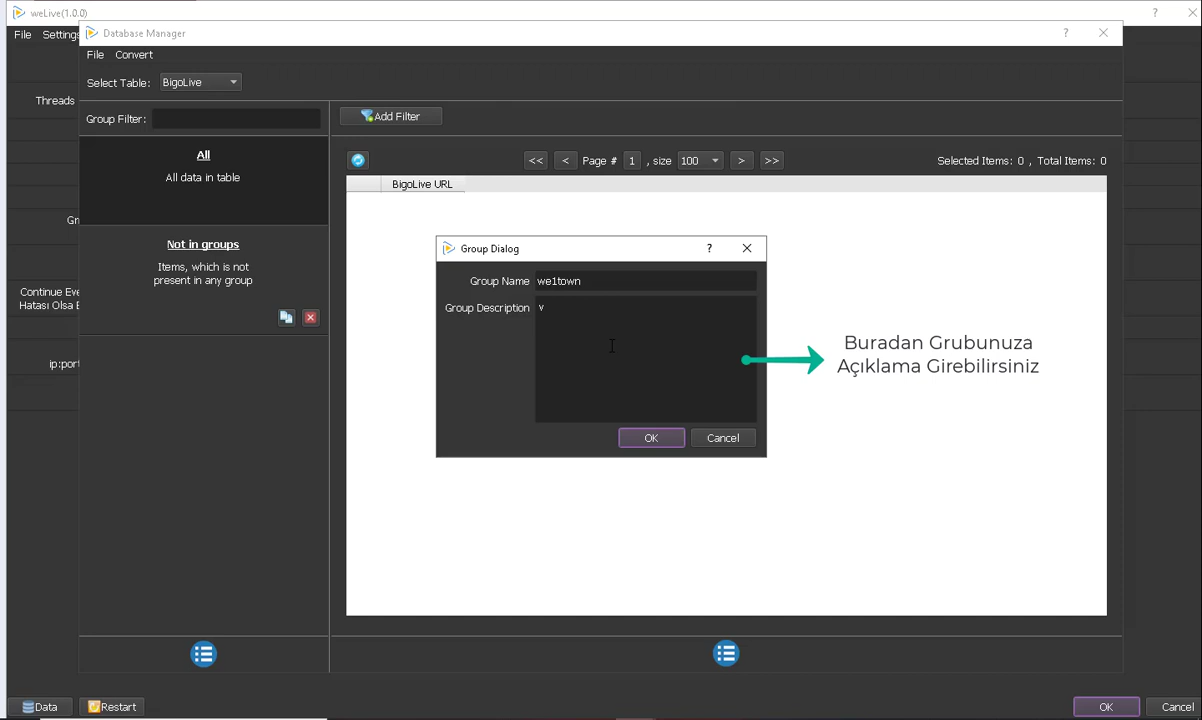 weLive(1.0.0)
?
File Settings
Database Manager
?
File Convert
Select Table: BigoLive
Threads
Group Filter:
Add Filter
All
All data in table
<< < Page # 1 , size 100 > >>
Selected Items: 0 , Total Items: 0
BigoLive URL
Not in groups
Items, which is not
present in any group
Group Dialog
?
Group Name we1town
Group Description v
OK Cancel
Buradan Grubunuza
Açıklama Girebilirsiniz
Gr
Continue Eve
Hatası Olsa
ip:port
Data Restart
OK Cancel